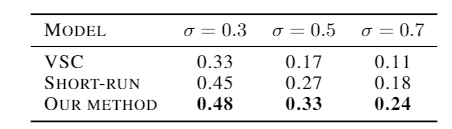 MODEL σ = 0.3 σ = 0.5 σ = 0.7
VSC 0.33 0.17 0.11
SHORT-RUN 0.45 0.27 0.18
OUR METHOD 0.48 0.33 0.24